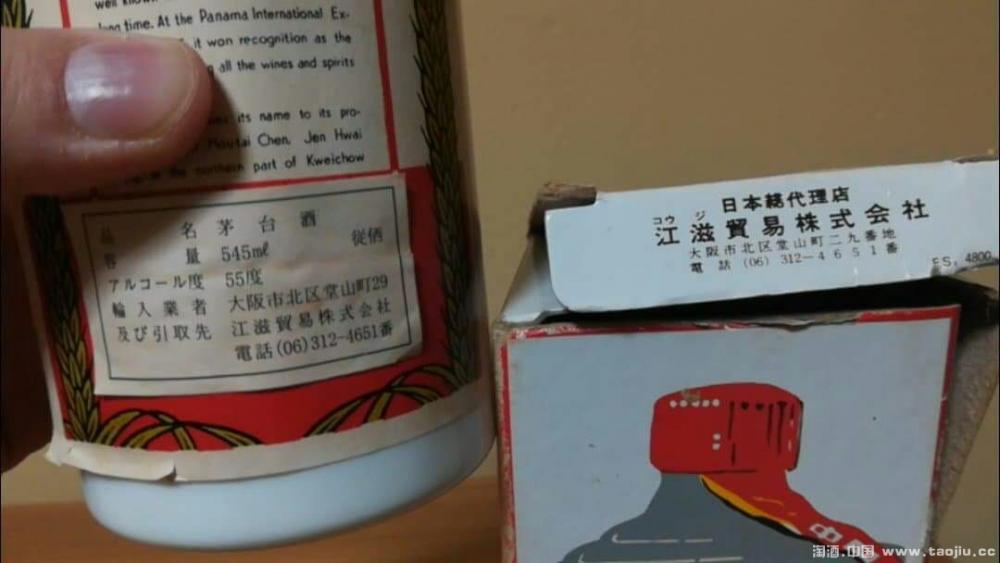 well known
long time. At the Panama International Ex-
it won recognition as the
all the wines and spirits
its name to its pro-
Moutai Chen, Jen Hwai
the northern part of Kweichow
品名 茅台酒
容量 545ml 従価
アルコール度 55度
輸入業者 大阪市北区堂山町29
及び引取先 江滋貿易株式会社
電話(06)312-4651番
日本総代理店
コウジ
江滋貿易株式会社
大阪市北区堂山町二九番地
電話 (06) 312-4651番
ES. 4800
中
淘酒.中国 www.taojiu.cc